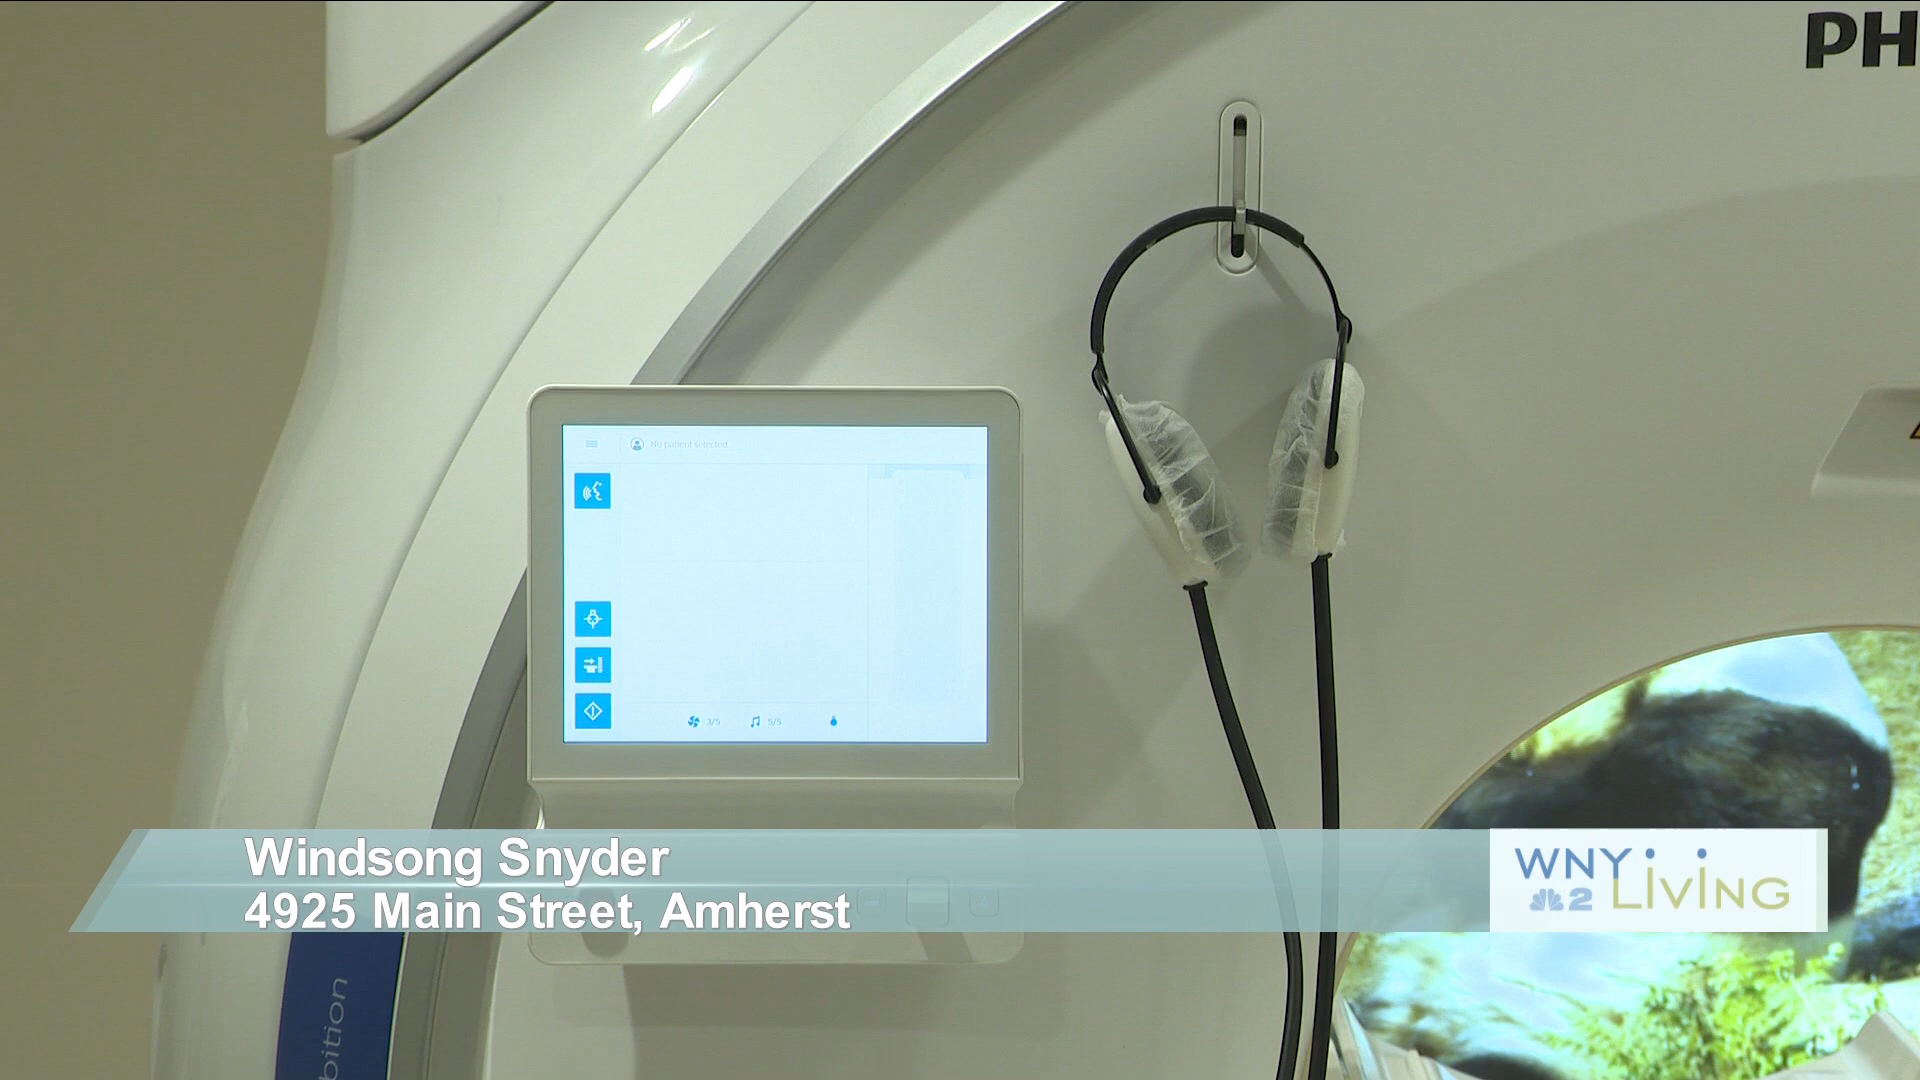 PH
No patient selected
3/5 5/5
Windsong Snyder
4925 Main Street, Amherst
WNY
2 LiViNG
bition